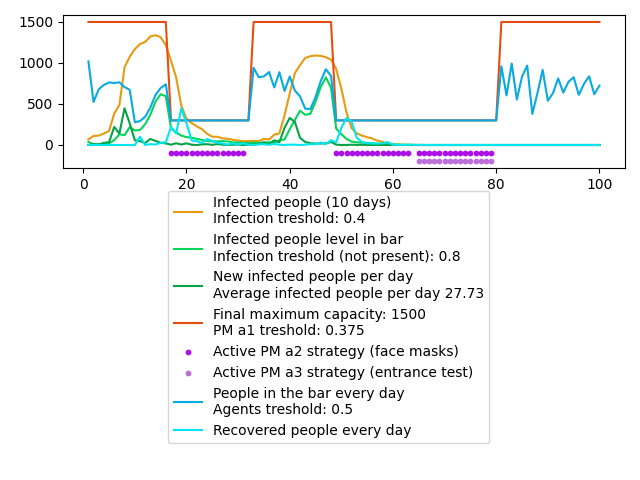 1500
1000
500
0
0
20
40
60
80
100
Infected people (10 days)
Infection treshold: 0.4
Infected people level in bar
Infection treshold (not present): 0.8
New infected people per day
Average infected people per day 27.73
Final maximum capacity: 1500
PM a1 treshold: 0.375
Active PM a2 strategy (face masks)
Active PM a3 strategy (entrance test)
People in the bar every day
Agents treshold: 0.5
Recovered people every day